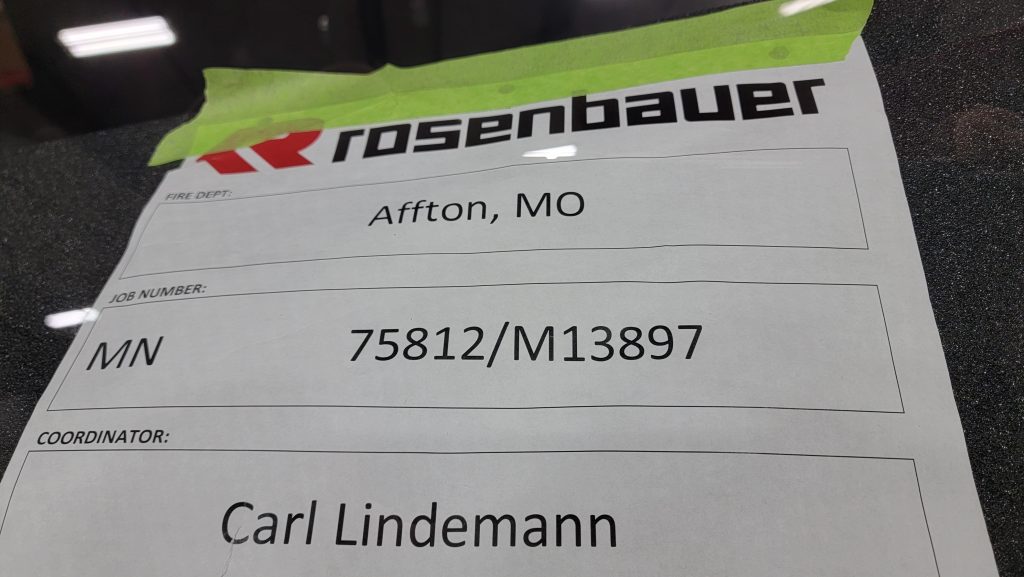 rosenbauer
FIRE DEPT:
Affton, MO
JOB NUMBER:
MN 75812/M13897
COORDINATOR:
Carl Lindemann